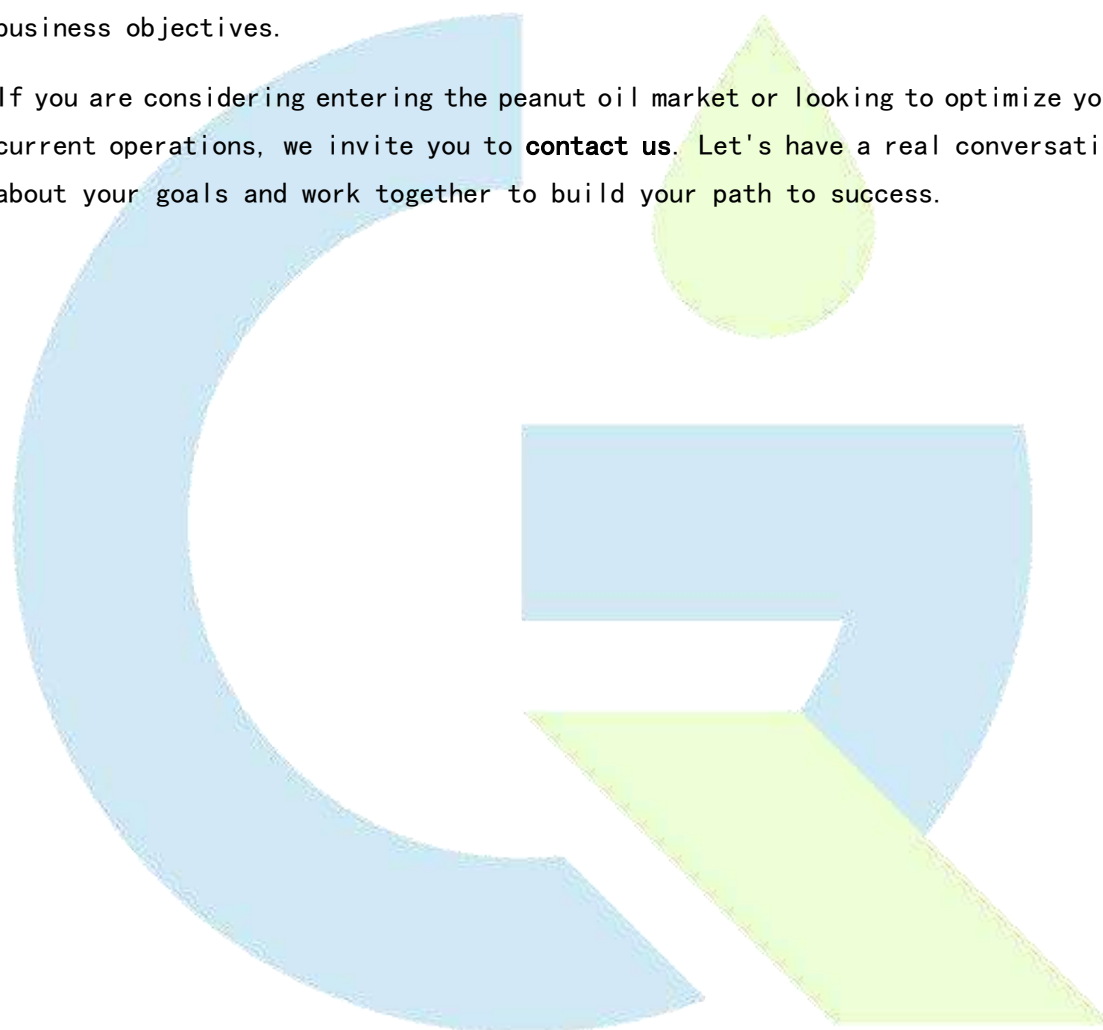 business objectives.
If you are considering entering the peanut oil market or looking to optimize yo
current operations, we invite you to contact us. Let's have a real conversati
about your goals and work together to build your path to success.